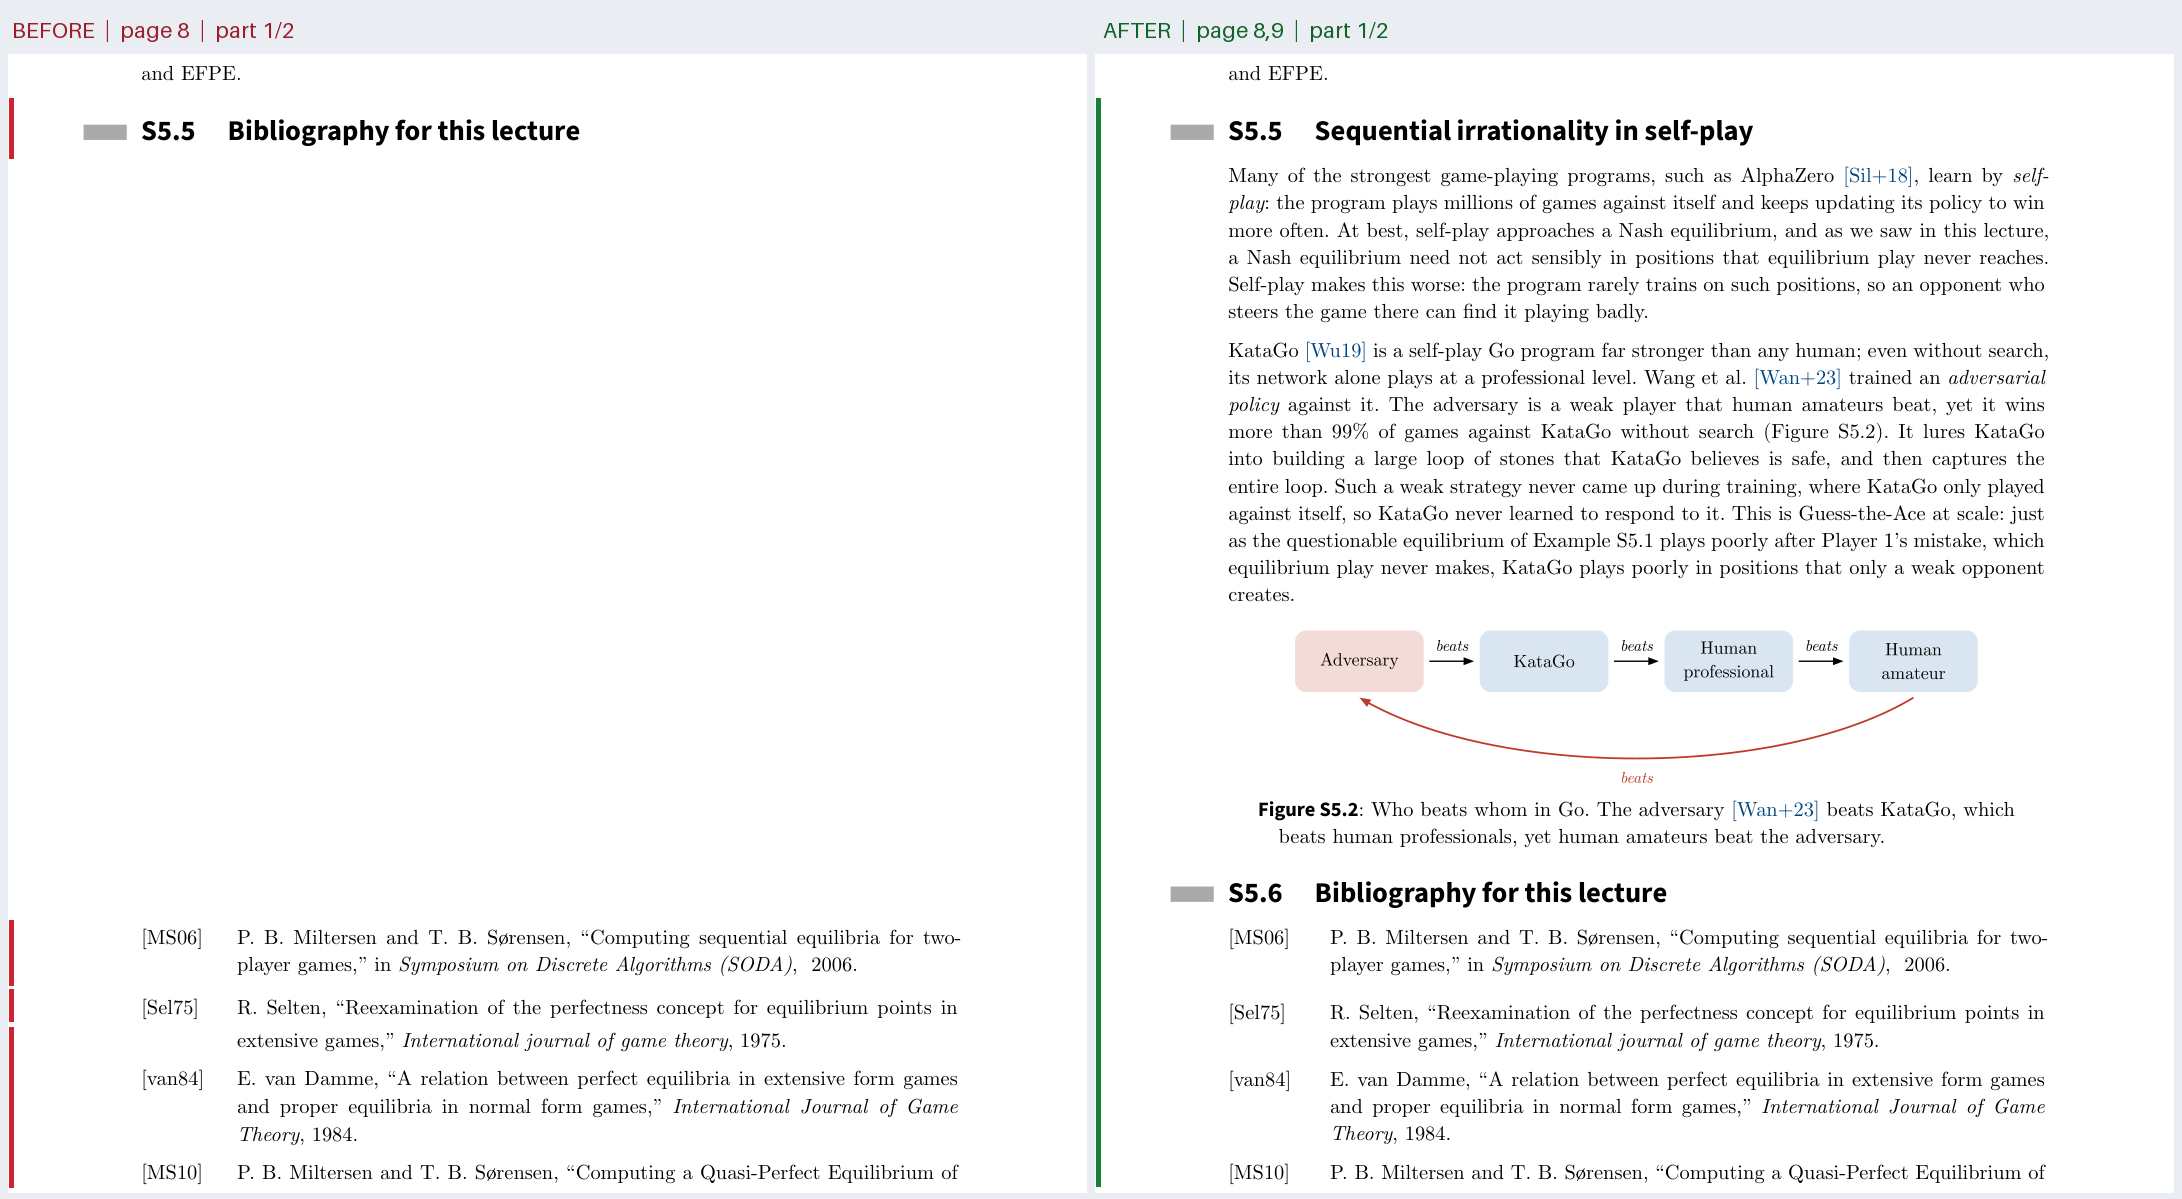 BEFORE | page 8 | part 1/2
and EFPE.
S5.5 Bibliography for this lecture
[MS06] P. B. Miltersen and T. B. Sørensen, “Computing sequential equilibria for two-
player games,” in Symposium on Discrete Algorithms (SODA), 2006.
[Sel75] R. Selten, “Reexamination of the perfectness concept for equilibrium points in
extensive games,” International journal of game theory, 1975.
[van84] E. van Damme, “A relation between perfect equilibria in extensive form games
and proper equilibria in normal form games,” International Journal of Game
Theory, 1984.
[MS10] P. B. Miltersen and T. B. Sørensen, “Computing a Quasi-Perfect Equilibrium of
AFTER | page 8,9 | part 1/2
and EFPE.
S5.5 Sequential irrationality in self-play
Many of the strongest game-playing programs, such as AlphaZero [Sil+18], learn by self-
play: the program plays millions of games against itself and keeps updating its policy to win
more often. At best, self-play approaches a Nash equilibrium, and as we saw in this lecture,
a Nash equilibrium need not act sensibly in positions that equilibrium play never reaches.
Self-play makes this worse: the program rarely trains on such positions, so an opponent who
steers the game there can find it playing badly.
KataGo [Wu19] is a self-play Go program far stronger than any human; even without search,
its network alone plays at a professional level. Wang et al. [Wan+23] trained an adversarial
policy against it. The adversary is a weak player that human amateurs beat, yet it wins
more than 99% of games against KataGo without search (Figure S5.2). It lures KataGo
into building a large loop of stones that KataGo believes is safe, and then captures the
entire loop. Such a weak strategy never came up during training, where KataGo only played
against itself, so KataGo never learned to respond to it. This is Guess-the-Ace at scale: just
as the questionable equilibrium of Example S5.1 plays poorly after Player 1’s mistake, which
equilibrium play never makes, KataGo plays poorly in positions that only a weak opponent
creates.
Adversary
beats
KataGo
beats
Human
professional
beats
Human
amateur
beats
Figure S5.2: Who beats whom in Go. The adversary [Wan+23] beats KataGo, which
beats human professionals, yet human amateurs beat the adversary.
S5.6 Bibliography for this lecture
[MS06] P. B. Miltersen and T. B. Sørensen, “Computing sequential equilibria for two-
player games,” in Symposium on Discrete Algorithms (SODA), 2006.
[Sel75] R. Selten, “Reexamination of the perfectness concept for equilibrium points in
extensive games,” International journal of game theory, 1975.
[van84] E. van Damme, “A relation between perfect equilibria in extensive form games
and proper equilibria in normal form games,” International Journal of Game
Theory, 1984.
[MS10] P. B. Miltersen and T. B. Sørensen, “Computing a Quasi-Perfect Equilibrium of